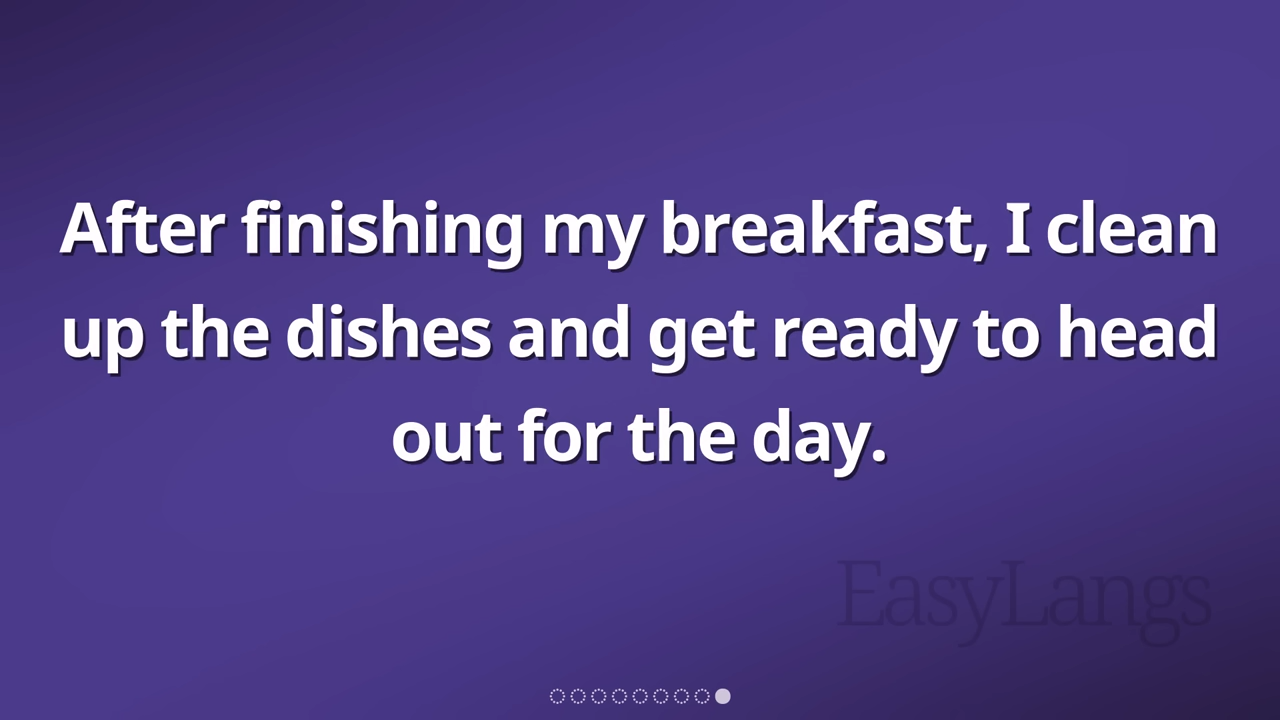 After finishing my breakfast, I clean
up the dishes and get ready to head
out for the day.
EasyLangs